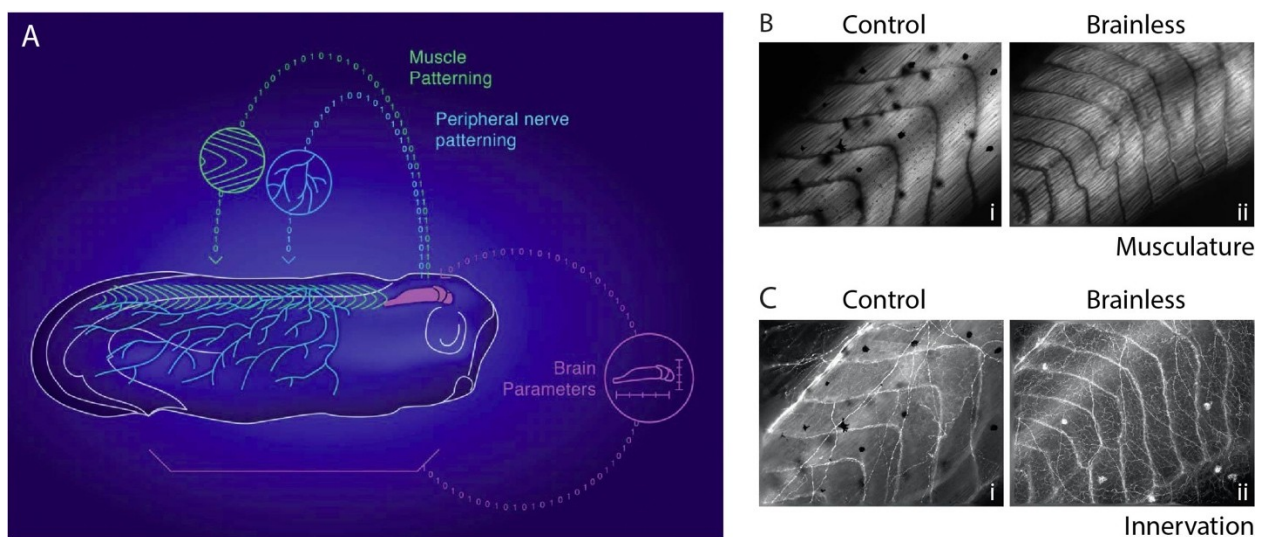 A
Muscle
Patterning
Peripheral nerve
patterning
Brain
Parameters
B
Control
Brainless
i
ii
Musculature
C
Control
Brainless
i
ii
Innervation